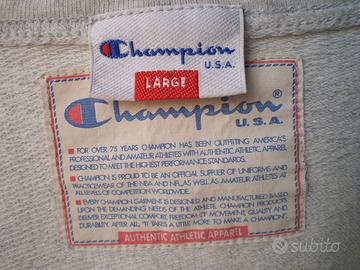 Champion
U.S.A.
LARGE
Champion®
U.S.A.
FOR OVER 75 YEARS CHAMPION HAS BEEN OUTFITTING AMERICA'S
PROFESSIONAL AND AMATEUR ATHLETES WITH AUTHENTIC ATHLETIC APPAREL
DESIGNED TO MEET THE HIGHEST PERFORMANCE STANDARDS.
CHAMPION IS PROUD TO BE AN OFFICIAL SUPPLIER OF UNIFORMS AND
PRACTICEWEAR OF THE NBA AND NFL, AS WELL AS AMATEUR ATHLETES AT
ALL LEVELS OF COMPETITION WORLDWIDE.
EVERY CHAMPION GARMENT IS DESIGNED AND MANUFACTURED BASED
UPON THE DEMANDING NEEDS OF THE ATHLETE. CHAMPION PRODUCTS
DELIVER EXCEPTIONAL COMFORT, FREEDOM OF MOVEMENT, QUALITY AND
DURABILITY. AFTER ALL, "IT TAKES A LITTLE MORE TO MAKE A CHAMPION".
AUTHENTIC ATHLETIC APPAREL
subito